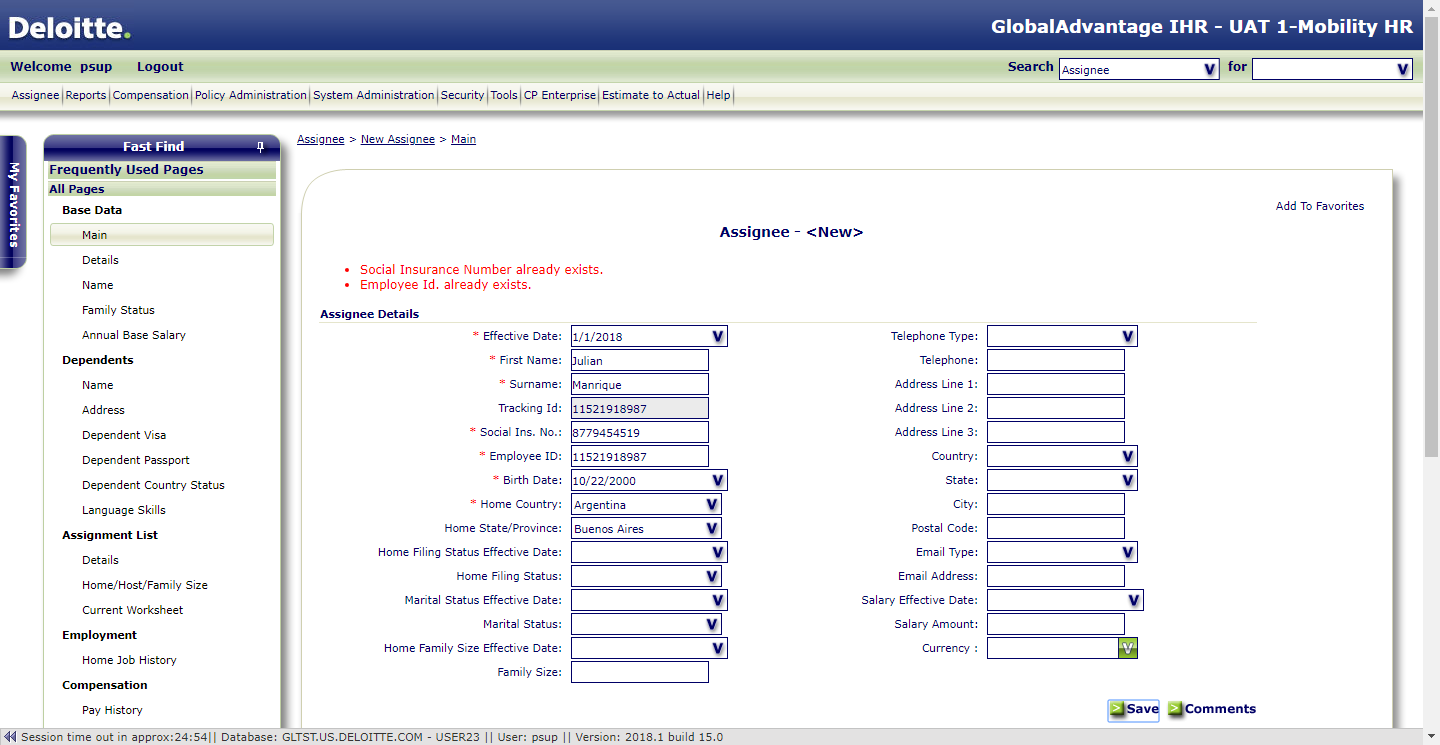 Deloitte.
GlobalAdvantage IHR - UAT 1-Mobility HR
Welcome psup Logout
Search Assignee V for V
Assignee Reports Compensation Policy Administration System Administration Security Tools CP Enterprise Estimate to Actual Help
My Favorites
Fast Find
Frequently Used Pages
All Pages
Base Data
Main
Details
Name
Family Status
Annual Base Salary
Dependents
Name
Address
Dependent Visa
Dependent Passport
Dependent Country Status
Language Skills
Assignment List
Details
Home/Host/Family Size
Current Worksheet
Employment
Home Job History
Compensation
Pay History
Assignee > New Assignee > Main
Add To Favorites
Assignee - <New>
• Social Insurance Number already exists.
• Employee Id. already exists.
Assignee Details
* Effective Date: 1/1/2018 V
* First Name: Julian
* Surname: Manrique
Tracking Id: 11521918987
* Social Ins. No.: 8779454519
* Employee ID: 11521918987
* Birth Date: 10/22/2000 V
* Home Country: Argentina V
Home State/Province: Buenos Aires V
Home Filing Status Effective Date: V
Home Filing Status: V
Marital Status Effective Date: V
Marital Status: V
Home Family Size Effective Date: V
Family Size:
Telephone Type: V
Telephone:
Address Line 1:
Address Line 2:
Address Line 3:
Country: V
State: V
City:
Postal Code:
Email Type: V
Email Address:
Salary Effective Date: V
Salary Amount:
Currency : V
Save Comments
Session time out in approx:24:54|| Database: GLTST.US.DELOITTE.COM - USER23 || User: psup || Version: 2018.1 build 15.0